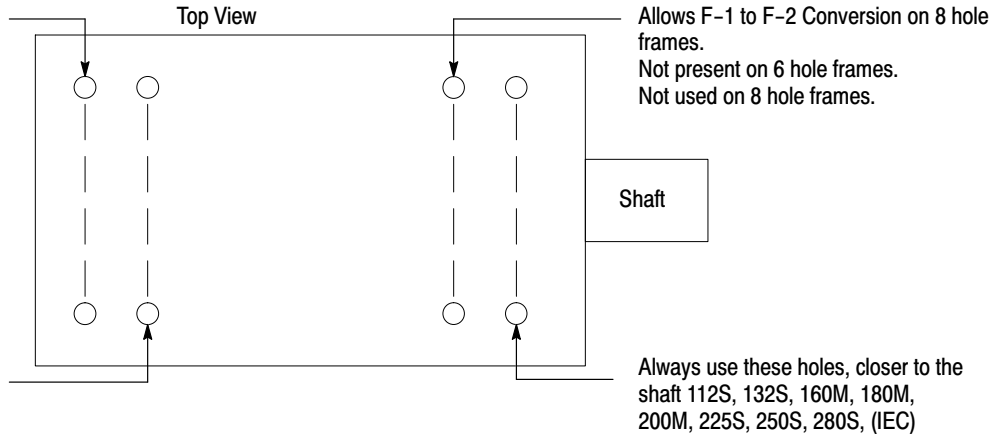 Top View
Allows F-1 to F-2 Conversion on 8 hole
frames.
Not present on 6 hole frames.
Not used on 8 hole frames.
Shaft
Always use these holes, closer to the
shaft 112S, 132S, 160M, 180M,
200M, 225S, 250S, 280S, (IEC)